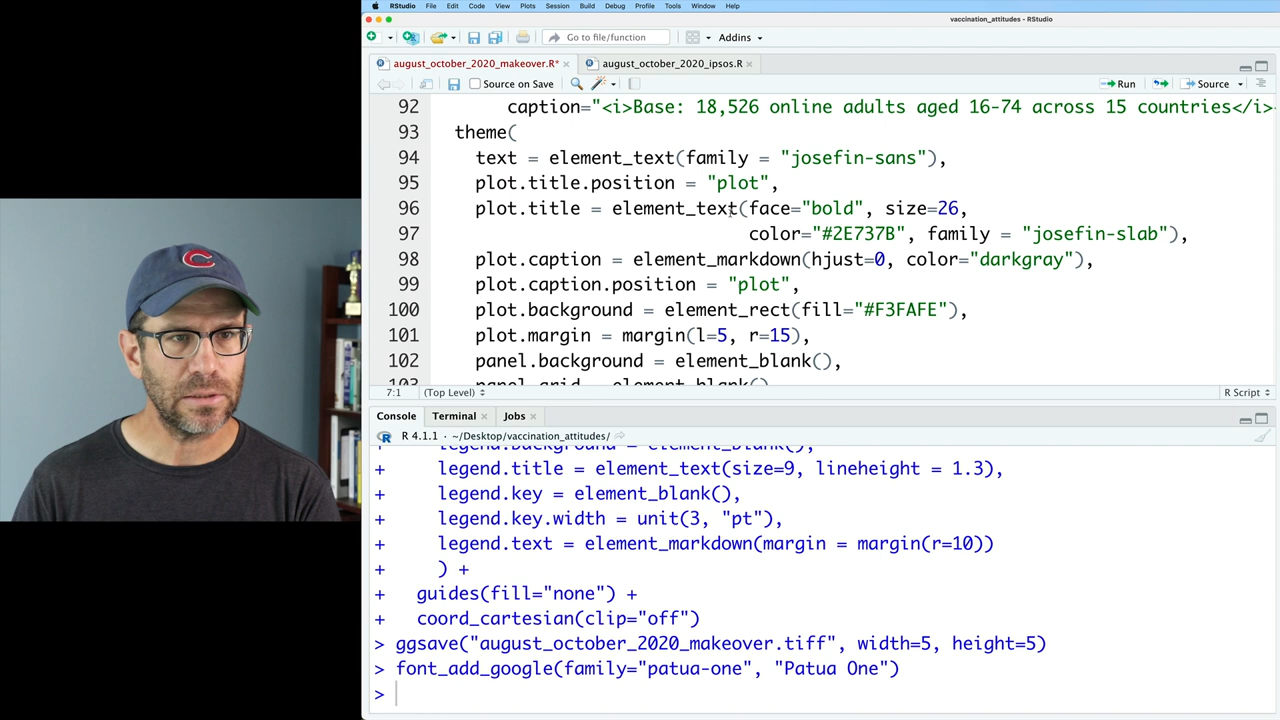 RStudio File Edit Code View Plots Session Build Debug Profile Tools Window Help
vaccination_attitudes - RStudio
Go to file/function Addins
august_october_2020_makeover.R* august_october_2020_ipsos.R
Source on Save Run Source
92 caption="<i>Base: 18,526 online adults aged 16-74 across 15 countries</i>
93 theme(
94 text = element_text(family = "josefin-sans"),
95 plot.title.position = "plot",
96 plot.title = element_text(face="bold", size=26,
97 color="#2E737B", family = "josefin-slab"),
98 plot.caption = element_markdown(hjust=0, color="darkgray"),
99 plot.caption.position = "plot",
100 plot.background = element_rect(fill="#F3FAFE"),
101 plot.margin = margin(l=5, r=15),
102 panel.background = element_blank(),
103 panel.grid = element_blank()
7:1 (Top Level) R Script
Console Terminal Jobs
R 4.1.1 · ~/Desktop/vaccination_attitudes/
+ legend.background = element_blank(),
+ legend.title = element_text(size=9, lineheight = 1.3),
+ legend.key = element_blank(),
+ legend.key.width = unit(3, "pt"),
+ legend.text = element_markdown(margin = margin(r=10))
+ ) +
+ guides(fill="none") +
+ coord_cartesian(clip="off")
> ggsave("august_october_2020_makeover.tiff", width=5, height=5)
> font_add_google(family="patua-one", "Patua One")
>